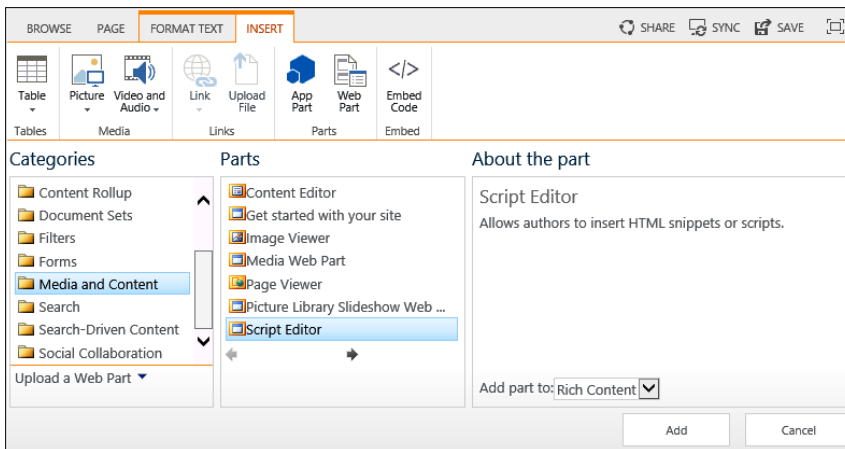 BROWSE PAGE FORMAT TEXT INSERT SHARE SYNC SAVE
Table Picture Video and Audio Link Upload File App Part Web Part Embed Code
Tables Media Links Parts Embed
Categories
Content Rollup
Document Sets
Filters
Forms
Media and Content
Search
Search-Driven Content
Social Collaboration
Upload a Web Part
Parts
Content Editor
Get started with your site
Image Viewer
Media Web Part
Page Viewer
Picture Library Slideshow Web ...
Script Editor
About the part
Script Editor
Allows authors to insert HTML snippets or scripts.
Add part to: Rich Content
Add Cancel